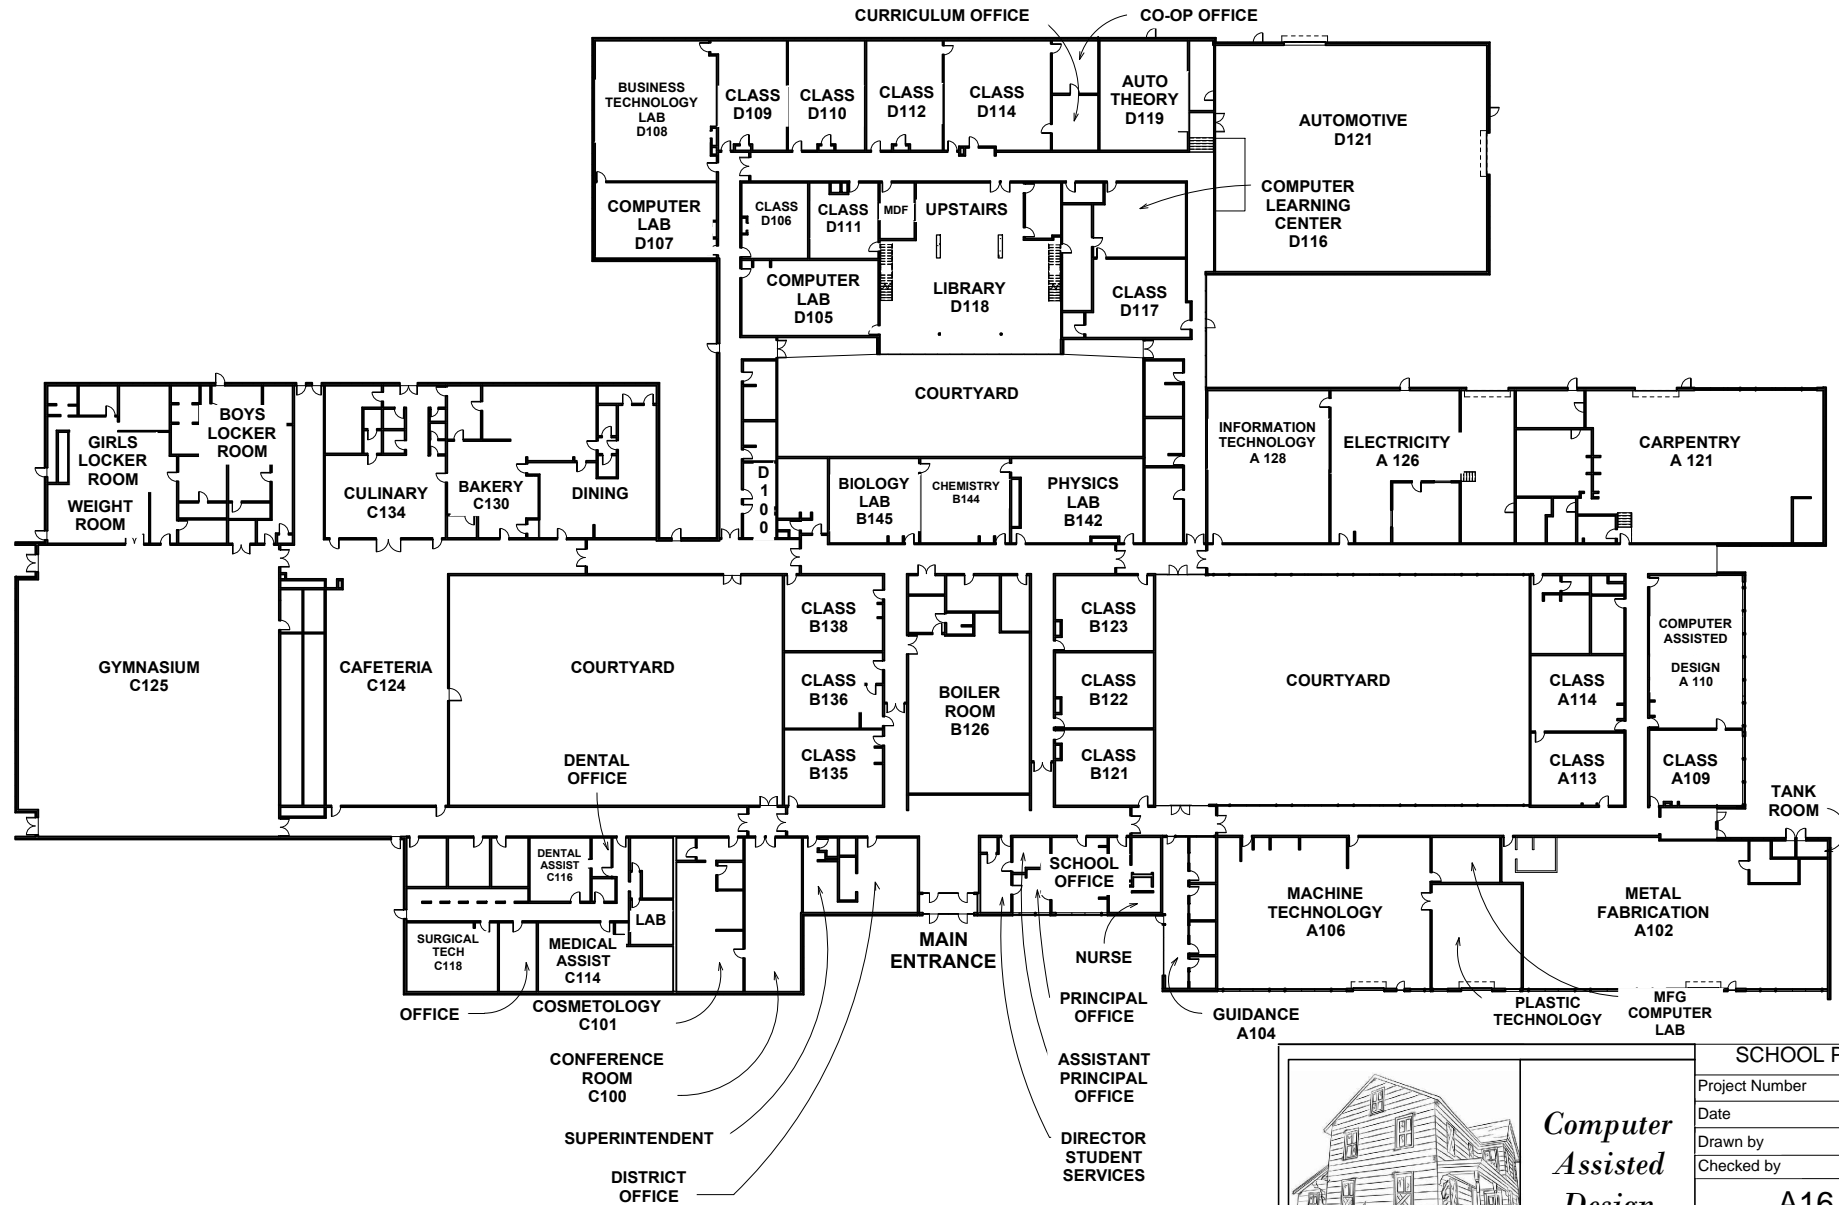 CURRICULUM OFFICE
CO-OP OFFICE
BUSINESS
TECHNOLOGY
LAB
D108
CLASS
D109
CLASS
D110
CLASS
D112
CLASS
D114
AUTO
THEORY
D119
AUTOMOTIVE
D121
COMPUTER
LAB
D107
CLASS
D106
CLASS
D111
MDF
UPSTAIRS
COMPUTER
LEARNING
CENTER
D116
COMPUTER
LAB
D105
LIBRARY
D118
CLASS
D117
COURTYARD
GIRLS
LOCKER
ROOM
BOYS
LOCKER
ROOM
WEIGHT
ROOM
CULINARY
C134
BAKERY
C130
DINING
D
1
0
0
BIOLOGY
LAB
B145
CHEMISTRY
B144
PHYSICS
LAB
B142
INFORMATION
TECHNOLOGY
A 128
ELECTRICITY
A 126
CARPENTRY
A 121
GYMNASIUM
C125
CAFETERIA
C124
COURTYARD
CLASS
B138
CLASS
B136
CLASS
B135
BOILER
ROOM
B126
CLASS
B123
CLASS
B122
CLASS
B121
COURTYARD
CLASS
A114
CLASS
A113
COMPUTER
ASSISTED
DESIGN
A 110
CLASS
A109
TANK
ROOM
DENTAL
OFFICE
DENTAL
ASSIST
C116
LAB
SURGICAL
TECH
C118
MEDICAL
ASSIST
C114
OFFICE
COSMETOLOGY
C101
CONFERENCE
ROOM
C100
SUPERINTENDENT
DISTRICT
OFFICE
MAIN
ENTRANCE
SCHOOL
OFFICE
NURSE
PRINCIPAL
OFFICE
ASSISTANT
PRINCIPAL
OFFICE
DIRECTOR
STUDENT
SERVICES
GUIDANCE
A104
MACHINE
TECHNOLOGY
A106
METAL
FABRICATION
A102
PLASTIC
TECHNOLOGY
MFG
COMPUTER
LAB
Computer
Assisted
Design
SCHOOL
Project Number
Date
Drawn by
Checked by
A16